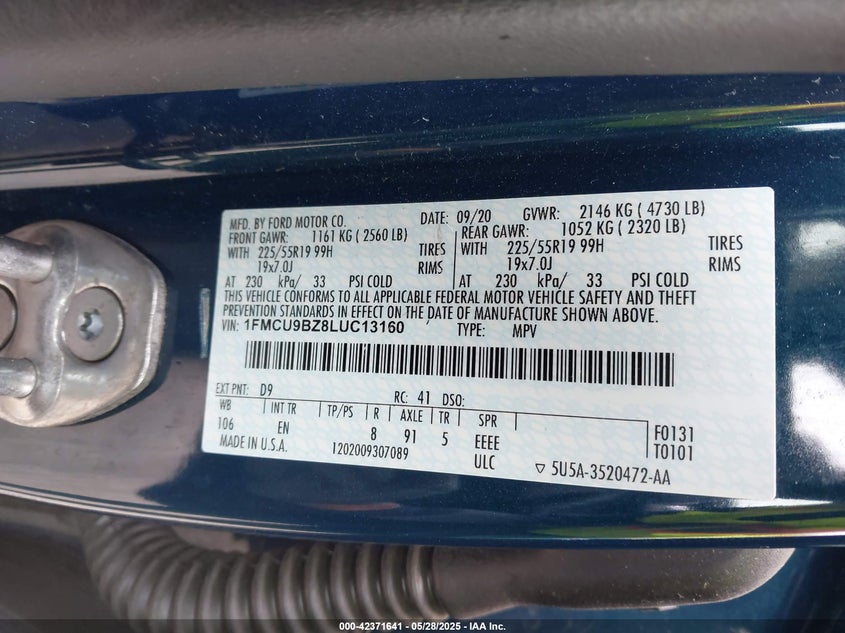 MFD. BY FORD MOTOR CO. DATE: 09/20 GVWR: 2146 KG ( 4730 LB)
FRONT GAWR: 1161 KG ( 2560 LB) REAR GAWR: 1052 KG ( 2320 LB)
WITH 225/55R19 99H TIRES WITH 225/55R19 99H TIRES
19x7.0J RIMS 19x7.0J RIMS
AT 230 kPa/ 33 PSI COLD AT 230 kPa/ 33 PSI COLD
THIS VEHICLE CONFORMS TO ALL APPLICABLE FEDERAL MOTOR VEHICLE SAFETY AND THEFT
PREVENTION STANDARDS IN EFFECT ON THE DATE OF MANUFACTURE SHOWN ABOVE.
VIN: 1FMCU9BZ8LUC13160 TYPE: MPV
EXT PNT: D9 RC: 41 DSO:
WB INT TR TP/PS R AXLE TR SPR
106 EN 8 91 5 EEEE F0131
MADE IN U.S.A. 1202009307089 ULC T0101
5U5A-3520472-AA
000-42371641 - 05/28/2025 - IAA Inc.